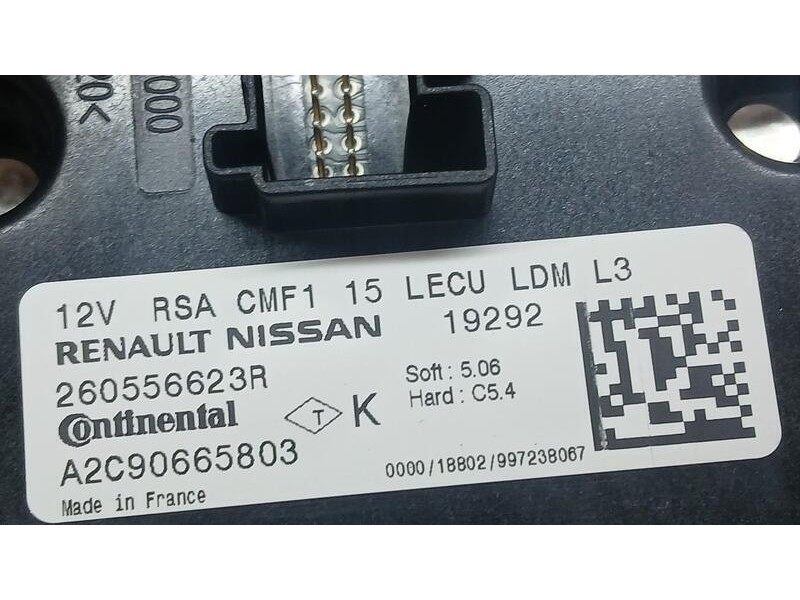 000
20K
12V RSA CMF1 15 LECU LDM L3
RENAULT NISSAN 19292
260556623R
Soft: 5.06
Continental T K Hard: C5.4
A2C90665803
0000/18802/997238067
Made in France